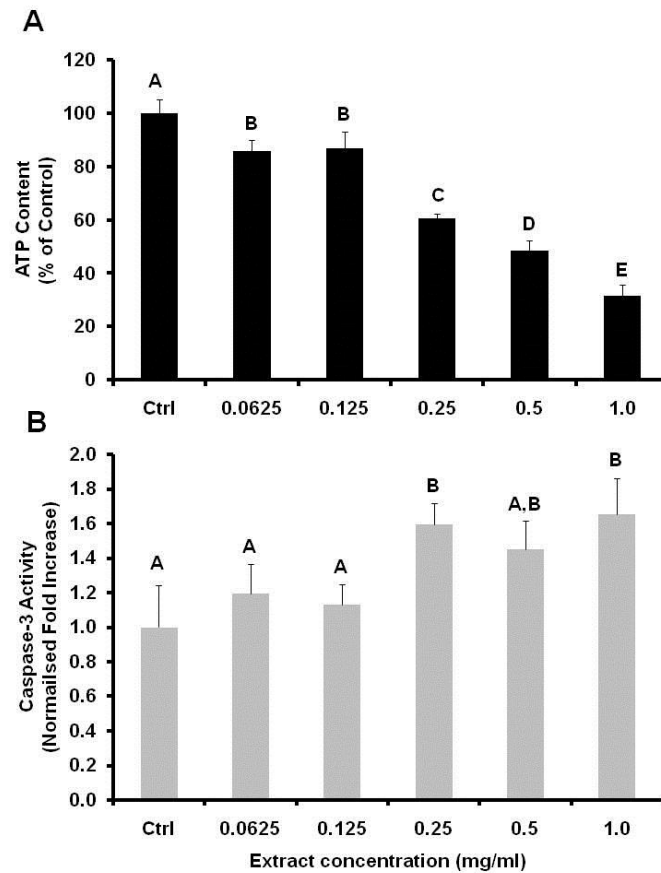 A
ATP Content
(% of Control)
120
100
80
60
40
20
0
A
B
B
C
D
E
Ctrl 0.0625 0.125 0.25 0.5 1.0
B
Caspase-3 Activity
(Normailsed Fold Increase)
2.0
1.8
1.6
1.4
1.2
1.0
0.8
0.6
0.4
0.2
0.0
A
A
A
B
A,B
B
Ctrl 0.0625 0.125 0.25 0.5 1.0
Extract concentration (mg/ml)